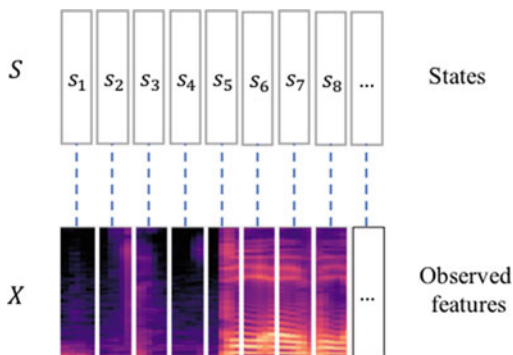 S s₁ s₂ s₃ s₄ s₅ s₆ s₇ s₈ ... States
X ... Observed
features